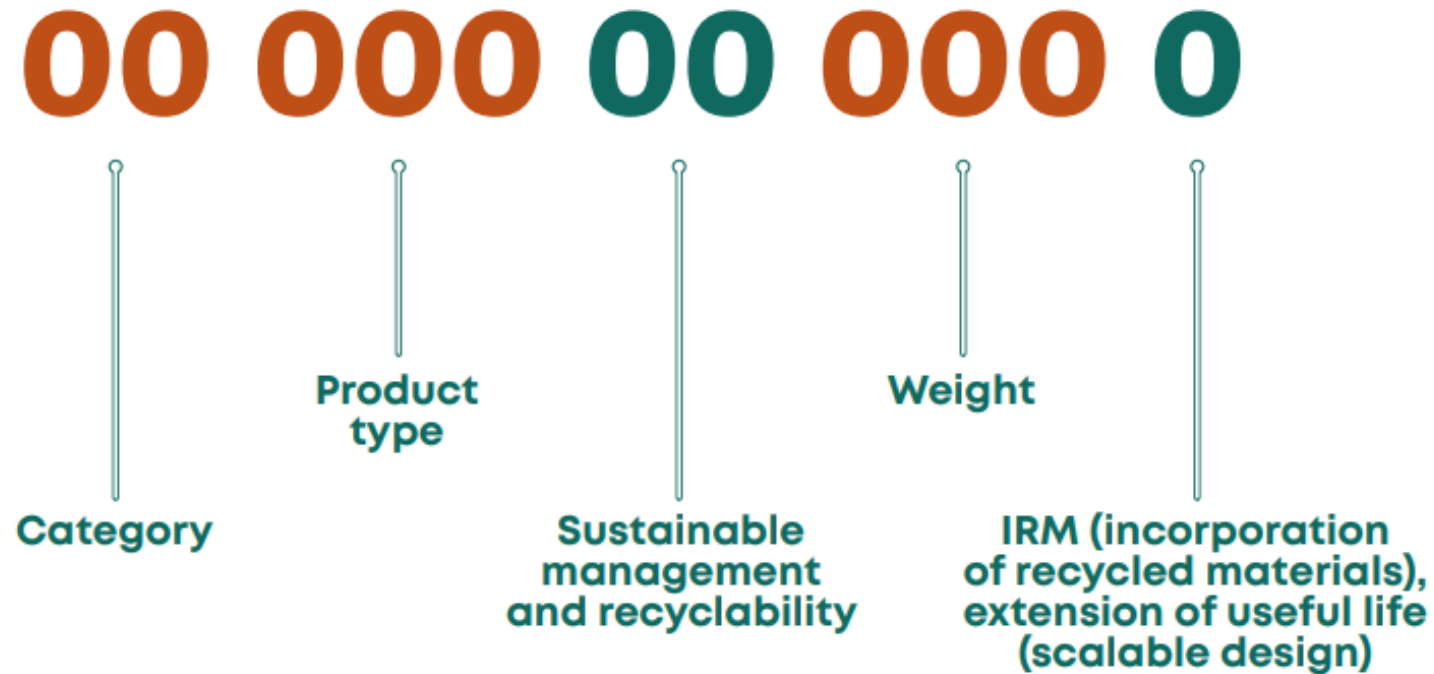 00 000 00 000 0
Product
type
Weight
Category
Sustainable
management
and recyclability
IRM (incorporation
of recycled materials),
extension of useful life
(scalable design)